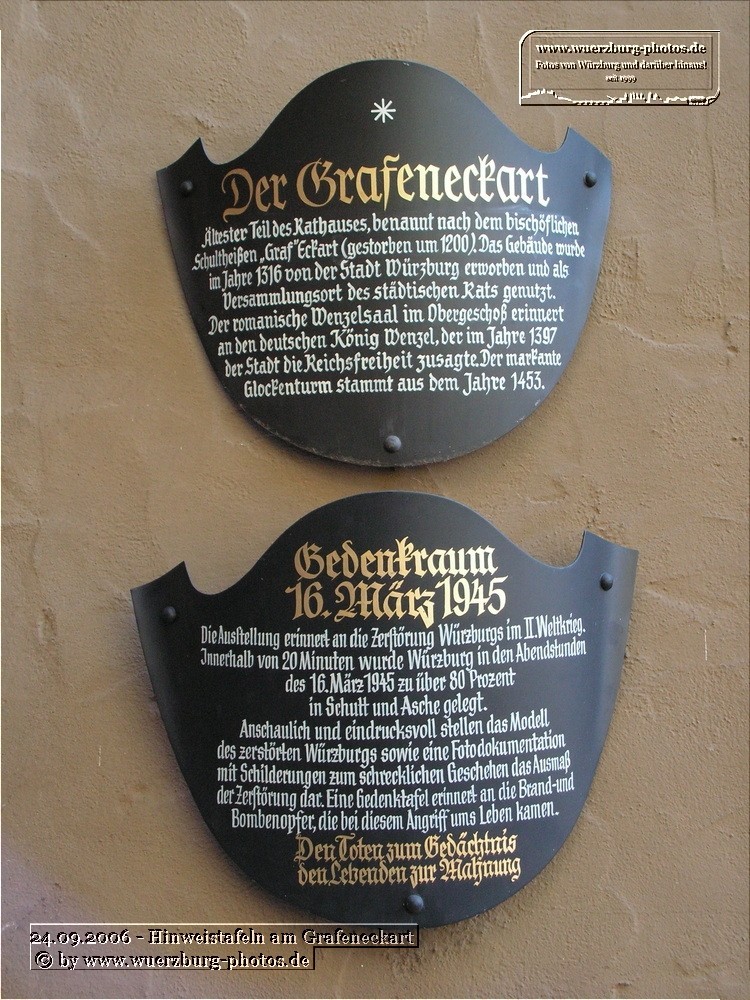 www.wuerzburg-photos.de
Fotos von Würzburg und darüber hinaus!
seit 1999
Der Grafeneckart
Ältester Teil des Rathauses, benannt nach dem bischöflichen
Schultheißen „Graf" Eckart (gestorben um 1200). Das Gebäude wurde
im Jahre 1316 von der Stadt Würzburg erworben und als
Versammlungsort des städtischen Rats genutzt.
Der romanische Wenzelsaal im Obergeschoß erinnert
an den deutschen König Wenzel, der im Jahre 1397
der Stadt die Reichsfreiheit zusagte. Der markante
Glockenturm stammt aus dem Jahre 1453.
Gedenkraum
16. März 1945
Die Ausstellung erinnert an die Zerstörung Würzburgs im II. Weltkrieg.
Innerhalb von 20 Minuten wurde Würzburg in den Abendstunden
des 16. März 1945 zu über 80 Prozent
in Schutt und Asche gelegt.
Anschaulich und eindrucksvoll stellen das Modell
des zerstörten Würzburgs sowie eine Fotodokumentation
mit Schilderungen zum schrecklichen Geschehen das Ausmaß
der Zerstörung dar. Eine Gedenktafel erinnert an die Brand-und
Bombenopfer, die bei diesem Angriff ums Leben kamen.
Den Toten zum Gedächtnis
den Lebenden zur Mahnung
24.09.2006 - Hinweistafeln am Grafeneckart
© by www.wuerzburg-photos.de